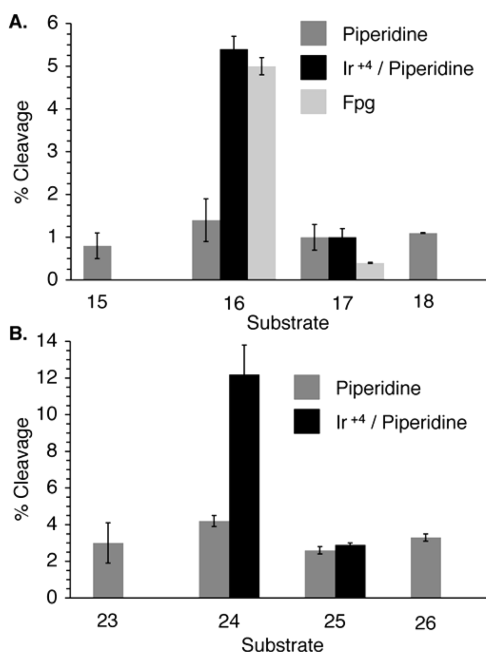 A.
6
5
4
3
2
1
0
% Cleavage
Piperidine
Ir +4 / Piperidine
Fpg
15 16 17 18
Substrate
B.
14
12
10
8
6
4
2
0
% Cleavage
Piperidine
Ir +4 / Piperidine
23 24 25 26
Substrate